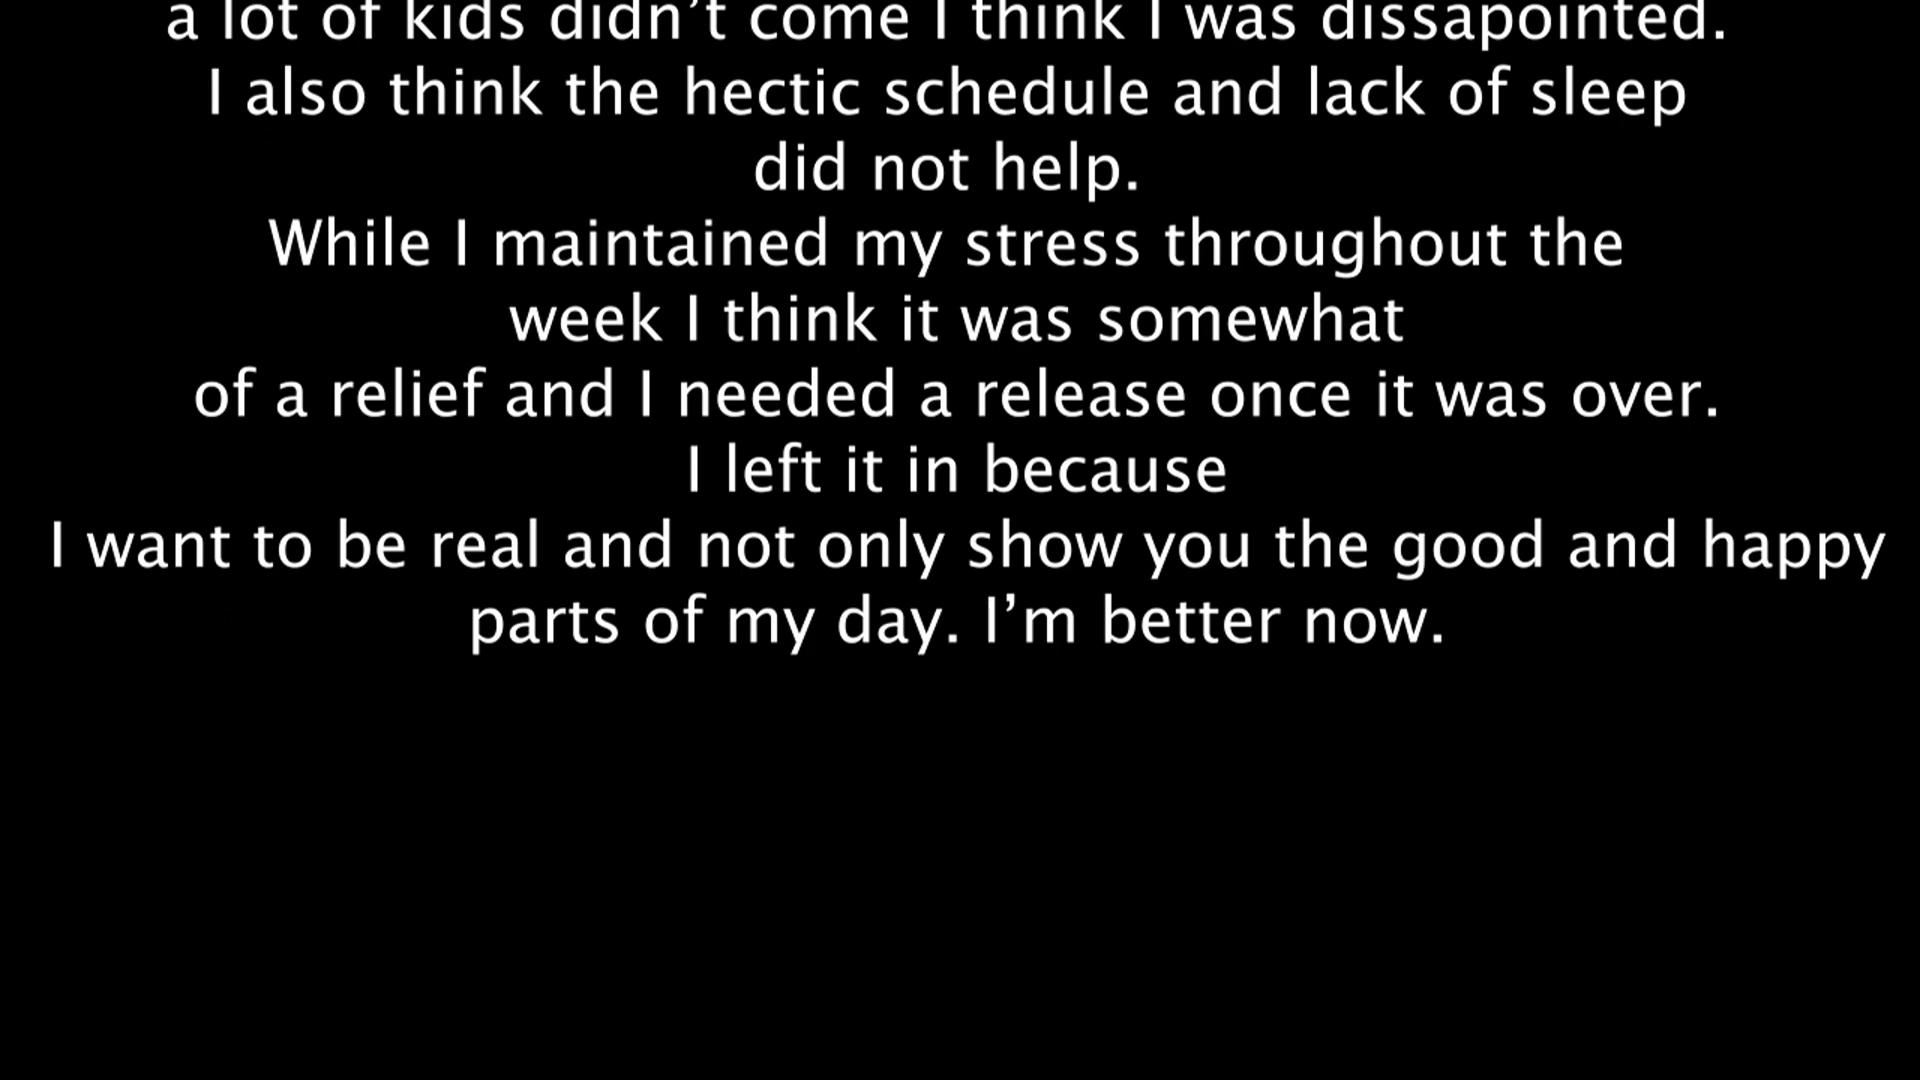 a lot of kids didn’t come I think I was dissapointed.
I also think the hectic schedule and lack of sleep
did not help.
While I maintained my stress throughout the
week I think it was somewhat
of a relief and I needed a release once it was over.
I left it in because
I want to be real and not only show you the good and happy
parts of my day. I’m better now.